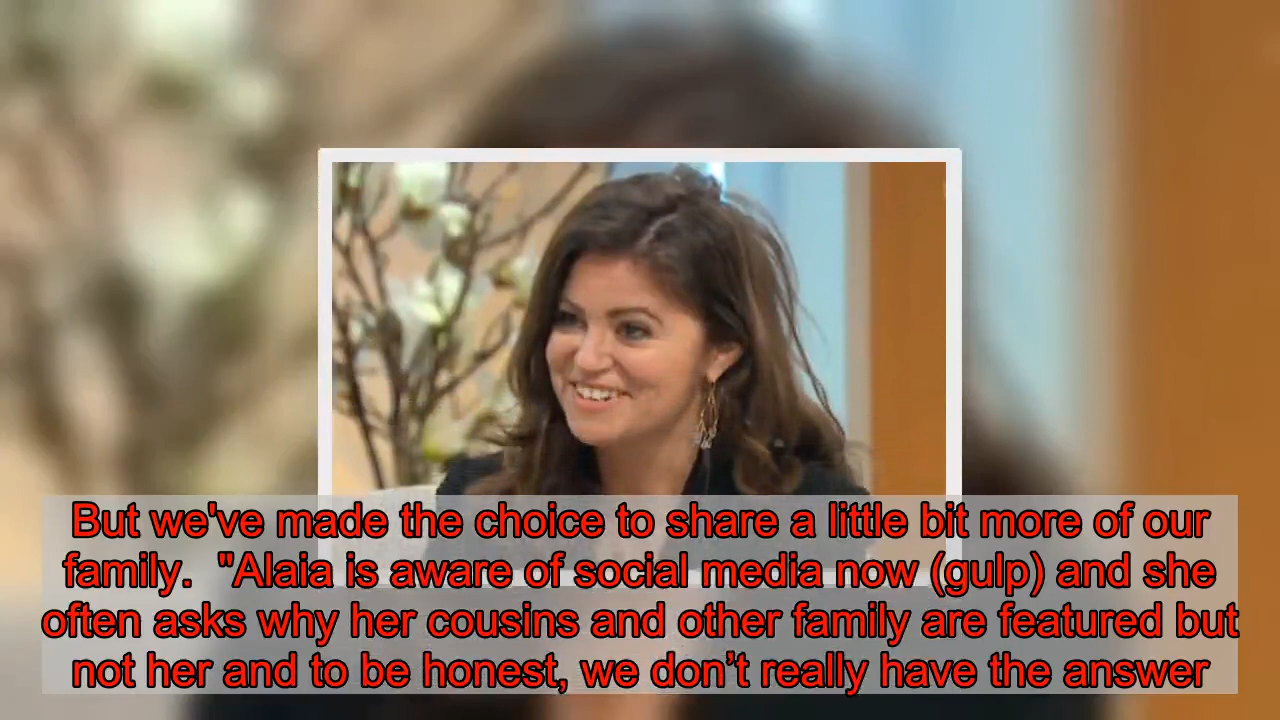 But we've made the choice to share a little bit more of our
family.  "Alaia is aware of social media now (gulp) and she
often asks why her cousins and other family are featured but
not her and to be honest, we don’t really have the answer